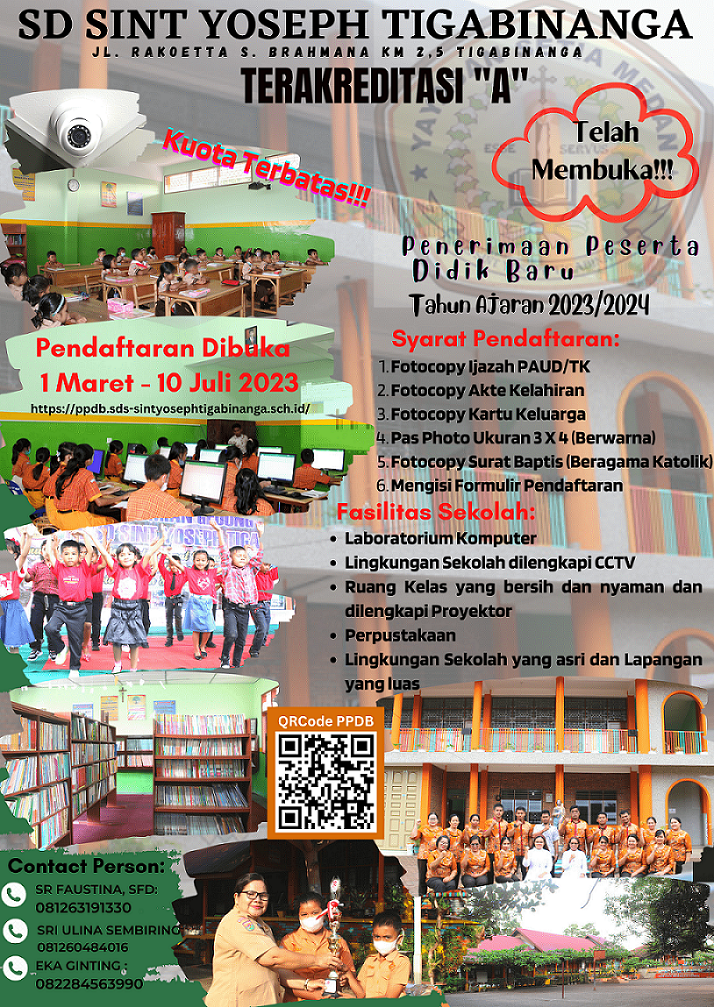 SD SINT YOSEPH TIGABINANGA
JL. RAKOETTA S. BRAHMANA KM 2,5 TIGABINANGA
TERAKREDITASI "A"
Kuota Terbatas!!!
Telah
Membuka!!!
Penerimaan Peserta
Didik Baru
Tahun Ajaran 2023/2024
Pendaftaran Dibuka
1 Maret - 10 Juli 2023
https://ppdb.sds-sintyosephtigabinanga.sch.id/
Syarat Pendaftaran:
1. Fotocopy Ijazah PAUD/TK
2. Fotocopy Akte Kelahiran
3. Fotocopy Kartu Keluarga
4. Pas Photo Ukuran 3 X 4 (Berwarna)
5. Fotocopy Surat Baptis (Beragama Katolik)
6. Mengisi Formulir Pendaftaran
Fasilitas Sekolah:
• Laboratorium Komputer
• Lingkungan Sekolah dilengkapi CCTV
• Ruang Kelas yang bersih dan nyaman dan
dilengkapi Proyektor
• Perpustakaan
• Lingkungan Sekolah yang asri dan Lapangan
yang luas
SINT YOSEPH
QRCode PPDB
Contact Person:
SR FAUSTINA, SFD:
081263191330
SRI ULINA SEMBIRING
081260484016
EKA GINTING :
082284563990